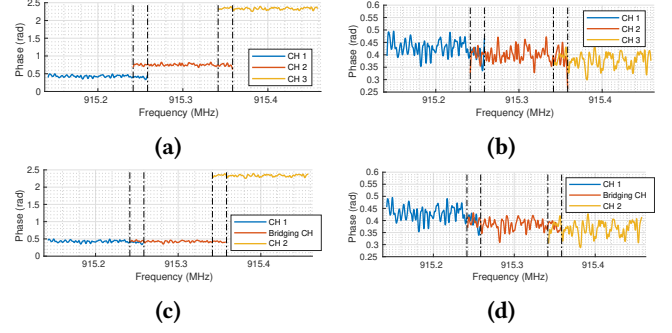 2.5
2
1.5
1
0.5
0
Phase (rad)
915.2
915.3
915.4
Frequency (MHz)
CH 1
CH 2
CH 3
(a)
0.6
0.55
0.5
0.45
0.4
0.35
0.3
0.25
Phase (rad)
915.2
915.3
915.4
Frequency (MHz)
CH 1
CH 2
CH 3
(b)
2.5
2
1.5
1
0.5
0
Phase (rad)
915.2
915.3
915.4
Frequency (MHz)
CH 1
Bridging CH
CH 2
(c)
0.6
0.55
0.5
0.45
0.4
0.35
0.3
0.25
Phase (rad)
915.2
915.3
915.4
Frequency (MHz)
CH 1
Bridging CH
CH 2
(d)